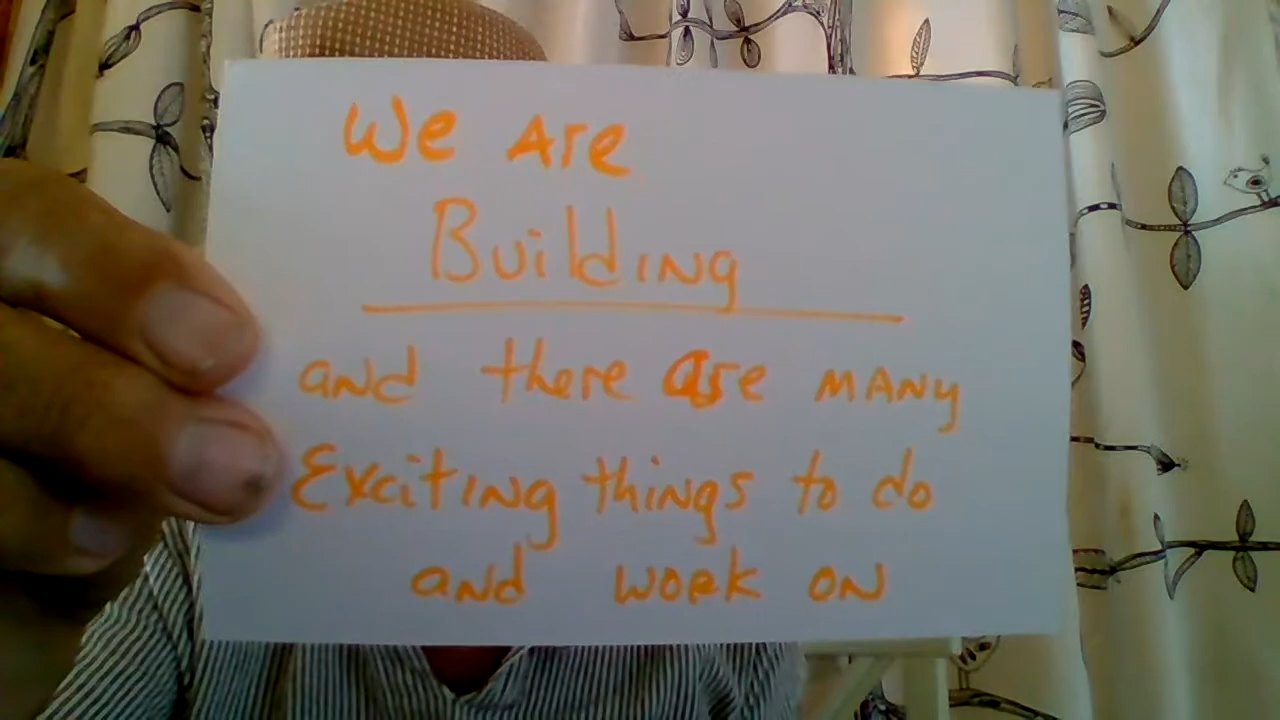 We Are
Building
and there are many
Exciting things to do
and work on